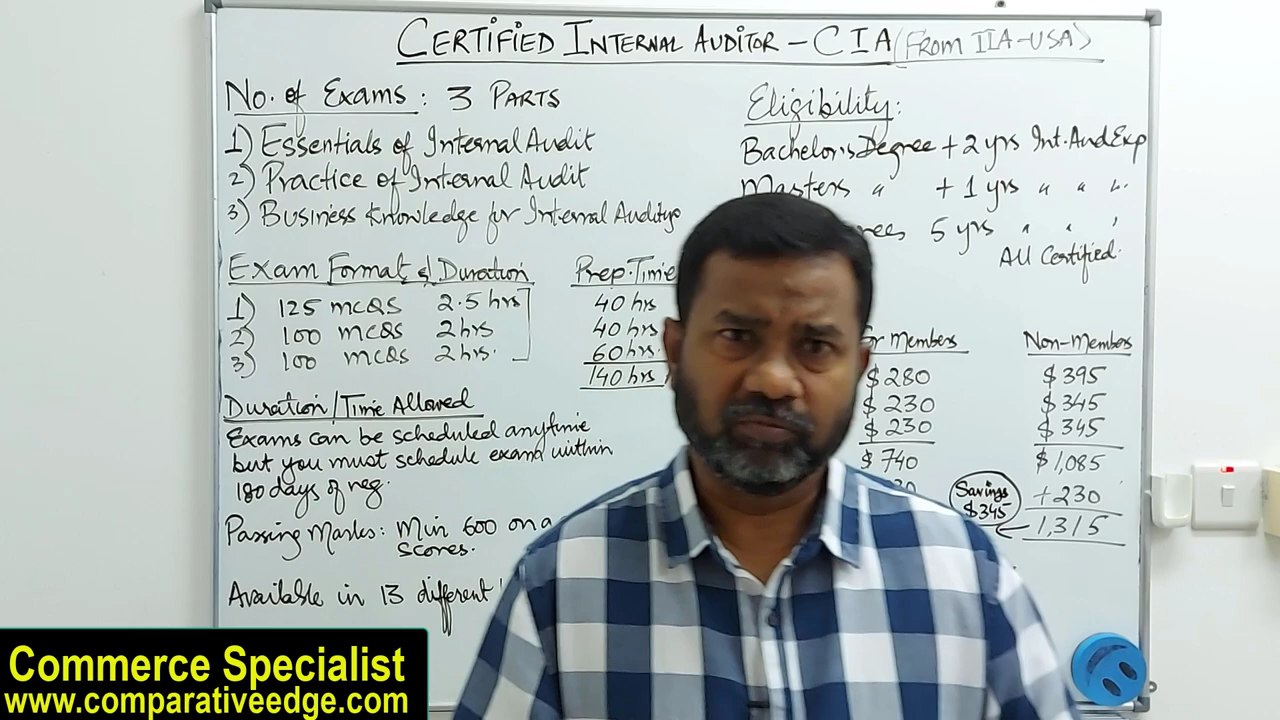 CERTIFIED INTERNAL AUDITOR - CIA (FROM IIA-USA)
No. of Exams: 3 PARTS
1) Essentials of Internal Audit
2) Practice of Internal Audit
3) Business Knowledge for Internal Auditg
Exam Format & Duration
1) 125 MCQS 2.5 hrs
2) 100 MCQS 2 hrs
3) 100 MCQS 2 hrs.
Prep. Time
40 hrs
40 hrs
60 hrs.
140 hrs
Duration/Time Allowed
Exams can be scheduled anytime
but you must schedule exam within
180 days of reg.
Passing Marks: Min 600 on a
Scores.
Available in 13 different
Eligibility:
Bachelor's Degree + 2 yrs Int. Aud Exp
Masters " + 1 yrs " " "
5 yrs " " "
All Certified.
Members
$ 280
$ 230
$ 230
$ 740
Non-Members
$ 395
$ 345
$ 345
$ 1,085
+ 230
1,315
Savings
$345
Commerce Specialist
www.comparativeedge.com